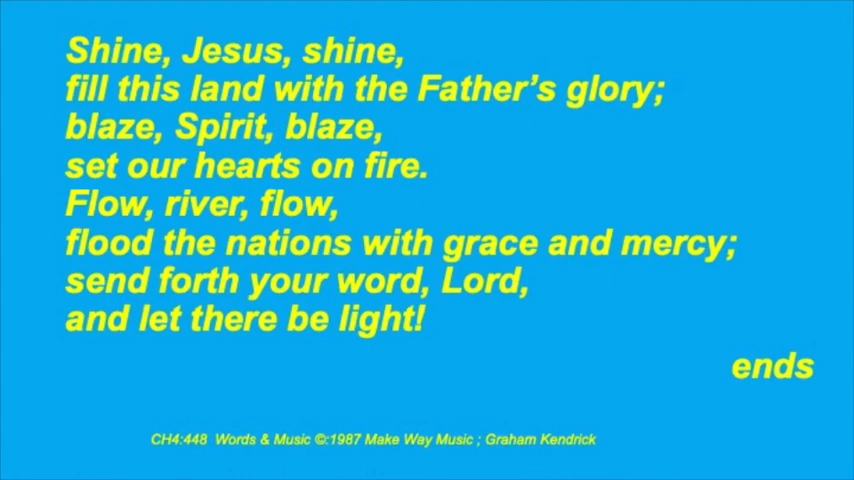 Shine, Jesus, shine,
fill this land with the Father’s glory;
blaze, Spirit, blaze,
set our hearts on fire.
Flow, river, flow,
flood the nations with grace and mercy;
send forth your word, Lord,
and let there be light!
ends
CH4:448  Words & Music ©:1987 Make Way Music ; Graham Kendrick